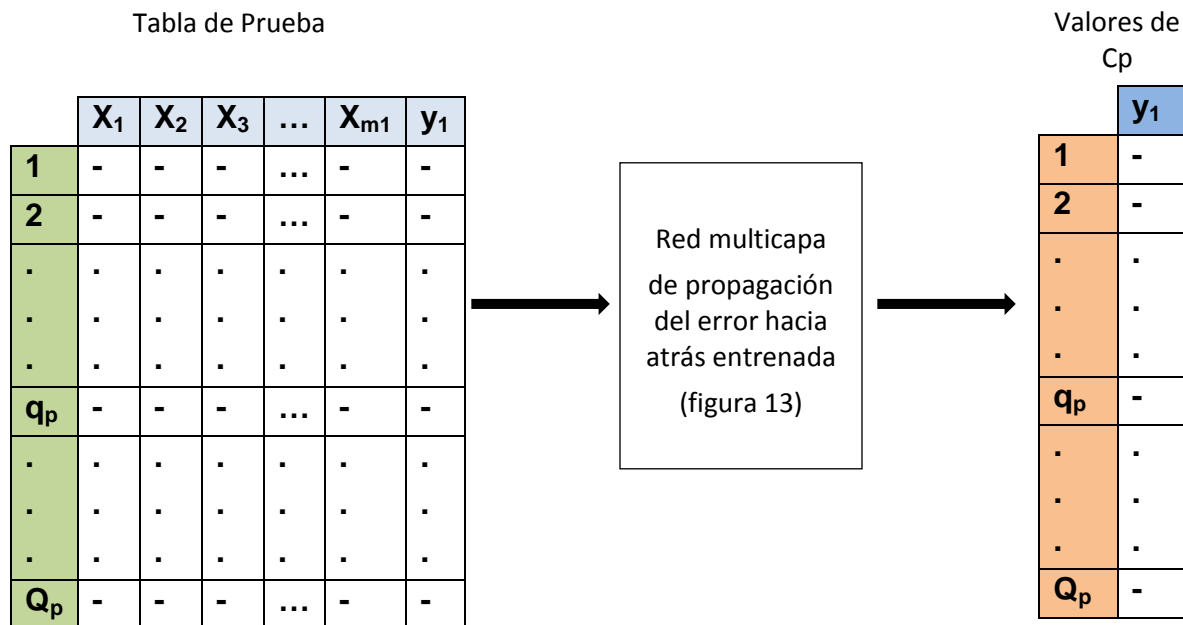 Tabla de Prueba
X1 X2 X3 … Xm1 y1
1 - - - … - -
2 - - - … - -
. . . . . . .
. . . . . . .
. . . . . . .
qp - - - … - -
. . . . . . .
. . . . . . .
. . . . . . .
Qp - - - … - -
Red multicapa
de propagación
del error hacia
atrás entrenada
(figura 13)
Valores de
Cp
y1
1 -
2 -
. .
. .
. .
qp -
. .
. .
. .
Qp -